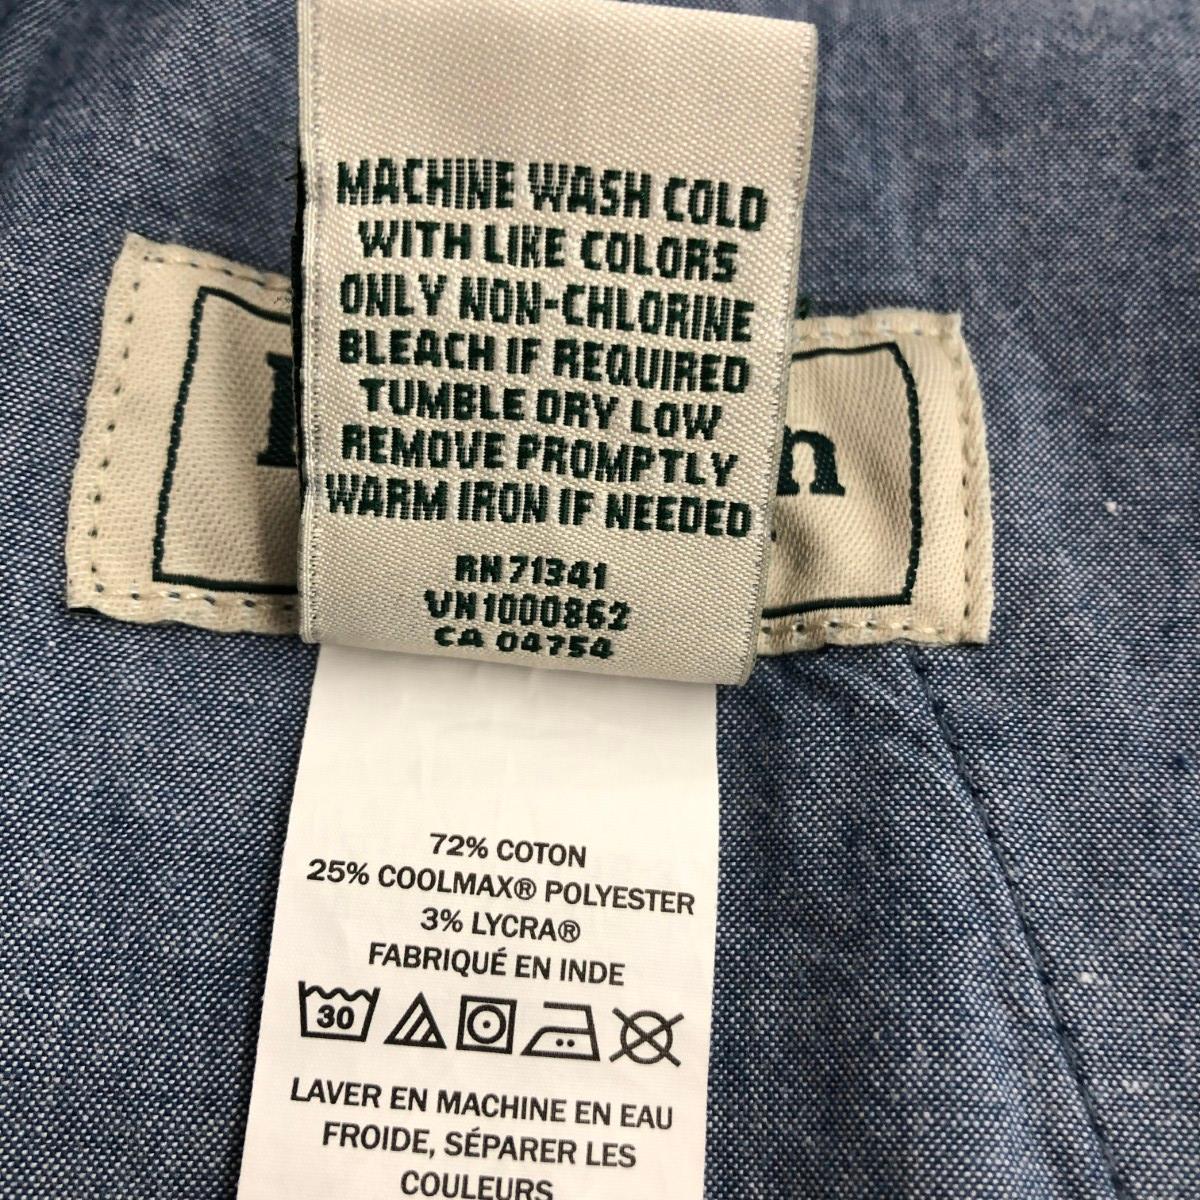 MACHINE WASH COLD
WITH LIKE COLORS
ONLY NON-CHLORINE
BLEACH IF REQUIRED
TUMBLE DRY LOW
REMOVE PROMPTLY
WARM IRON IF NEEDED
RN 71341
VN1000862
CA 04754
72% COTON
25% COOLMAX® POLYESTER
3% LYCRA®
FABRIQUÉ EN INDE
30
LAVER EN MACHINE EN EAU
FROIDE, SÉPARER LES
COULEURS